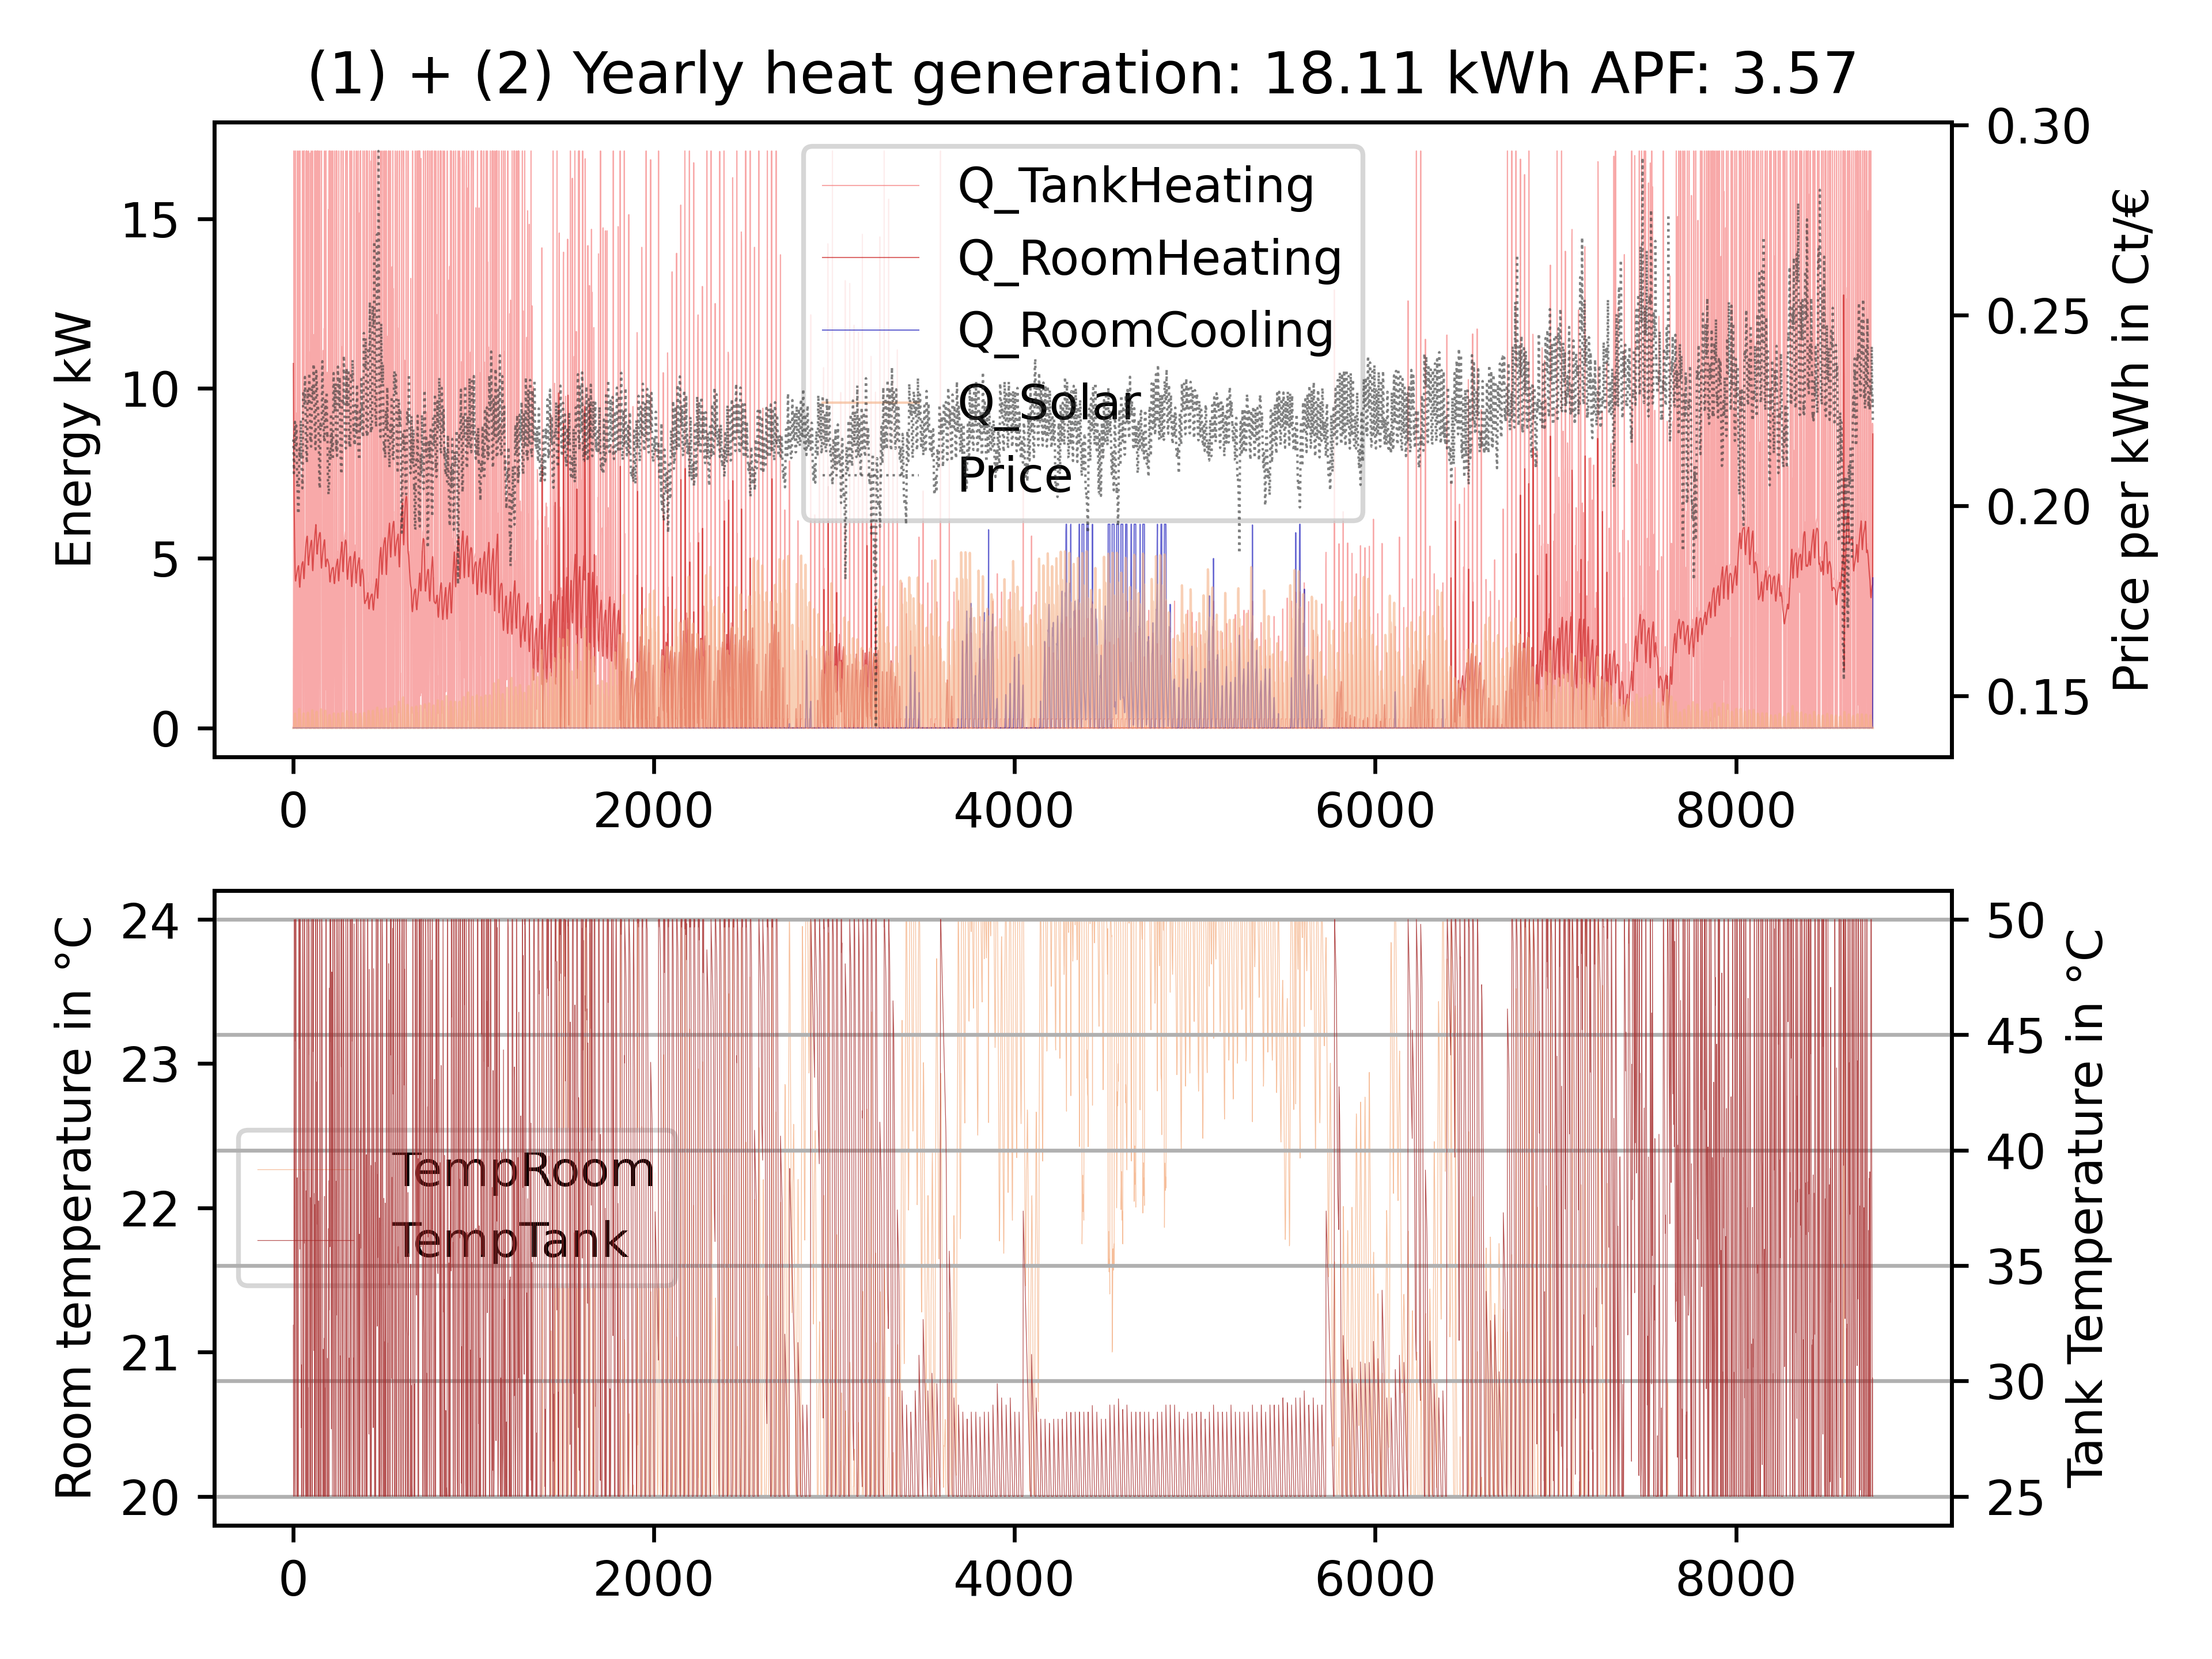 (1) + (2) Yearly heat generation: 18.11 kWh APF: 3.57
Energy kW
15
10
5
0
0.30
0.25
0.20
0.15
Price per kWh in Ct/€
Q_TankHeating
Q_RoomHeating
Q_RoomCooling
Q_Solar
Price
0 2000 4000 6000 8000
Room temperature in °C
24
23
22
21
20
50
45
40
35
30
25
Tank Temperature in °C
TempRoom
TempTank
0 2000 4000 6000 8000